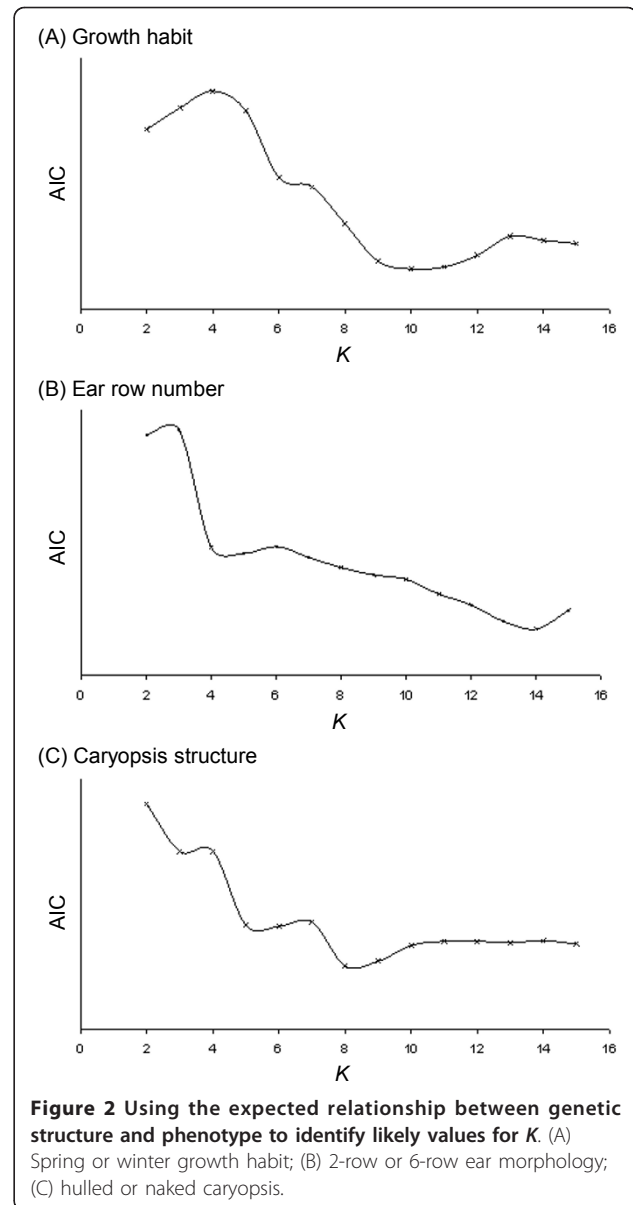 (A) Growth habit
AIC
0 2 4 6 8 10 12 14 16
K
(B) Ear row number
AIC
0 2 4 6 8 10 12 14 16
K
(C) Caryopsis structure
AIC
0 2 4 6 8 10 12 14 16
K
Figure 2 Using the expected relationship between genetic
structure and phenotype to identify likely values for K. (A)
Spring or winter growth habit; (B) 2-row or 6-row ear morphology;
(C) hulled or naked caryopsis.